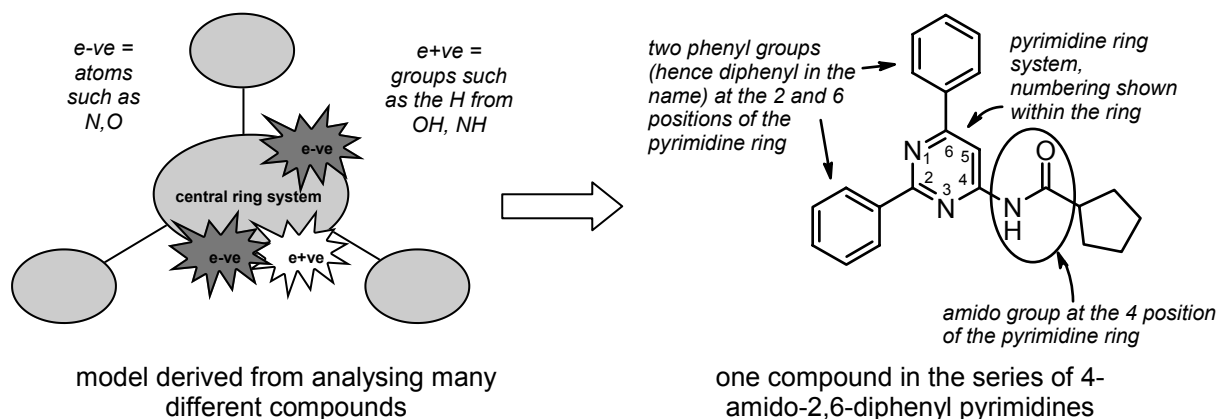 e-ve =
atoms
such as
N,O
e+ve =
groups such
as the H from
OH, NH
e-ve
central ring system
e-ve
e+ve
model derived from analysing many
different compounds
two phenyl groups
(hence diphenyl in the
name) at the 2 and 6
positions of the
pyrimidine ring
pyrimidine ring
system,
numbering shown
within the ring
N 1
6
5
2
N 3
4
O
N
H
amido group at the 4 position
of the pyrimidine ring
one compound in the series of 4-
amido-2,6-diphenyl pyrimidines